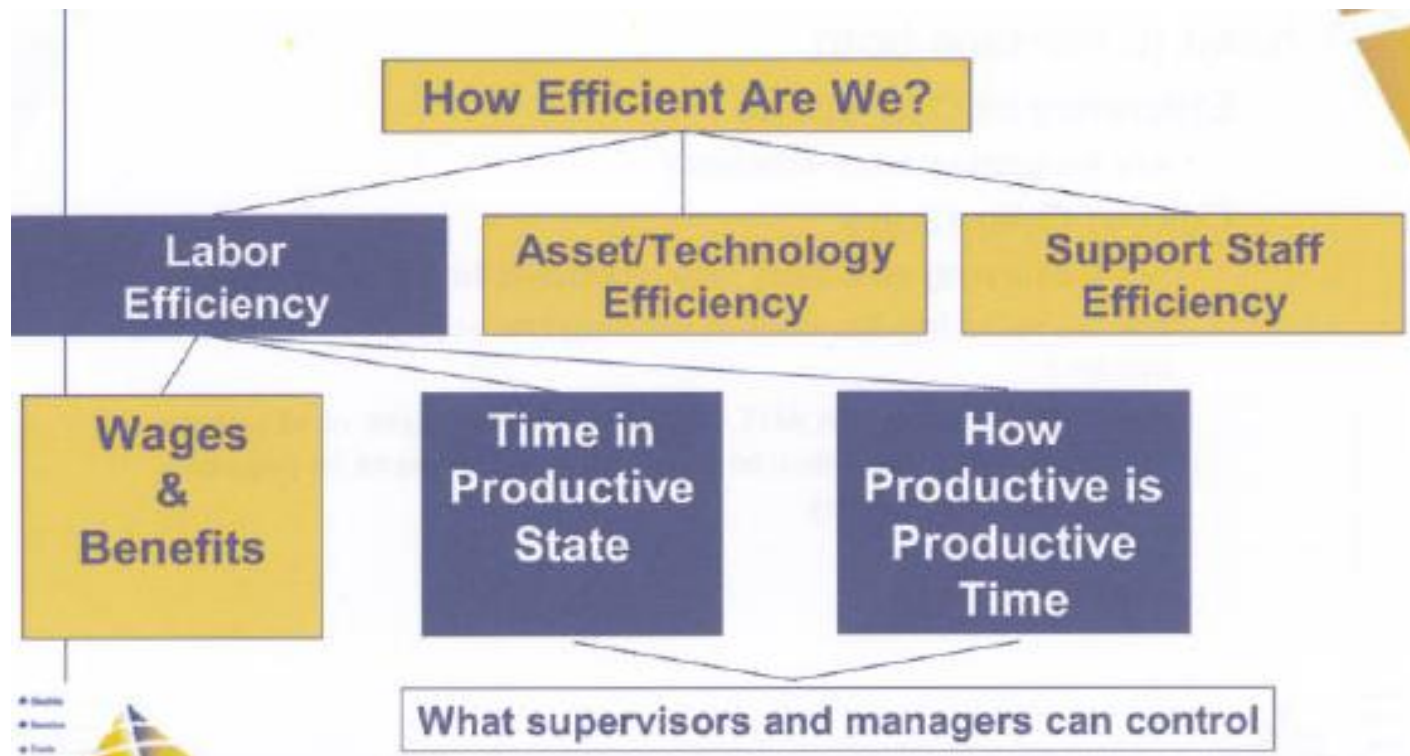 How Efficient Are We?
Labor
Efficiency
Asset/Technology
Efficiency
Support Staff
Efficiency
Wages
&
Benefits
Time in
Productive
State
How
Productive is
Productive
Time
What supervisors and managers can control